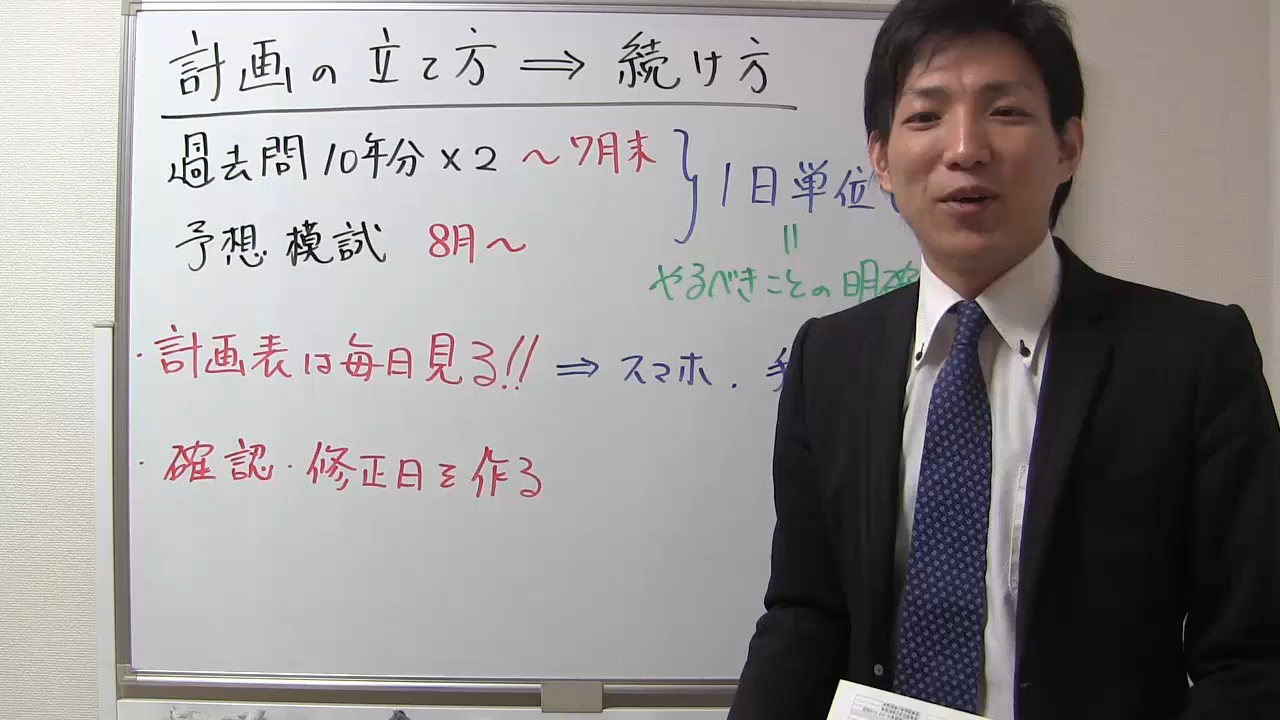 計画の立て方⇒続け方
過去問10年分×2 ～7月末
予想模試 8月～
} 1日単位
=
やるべきことの明
・計画表は毎日見る!! ⇒ スマホ.
・確認・修正日を作る